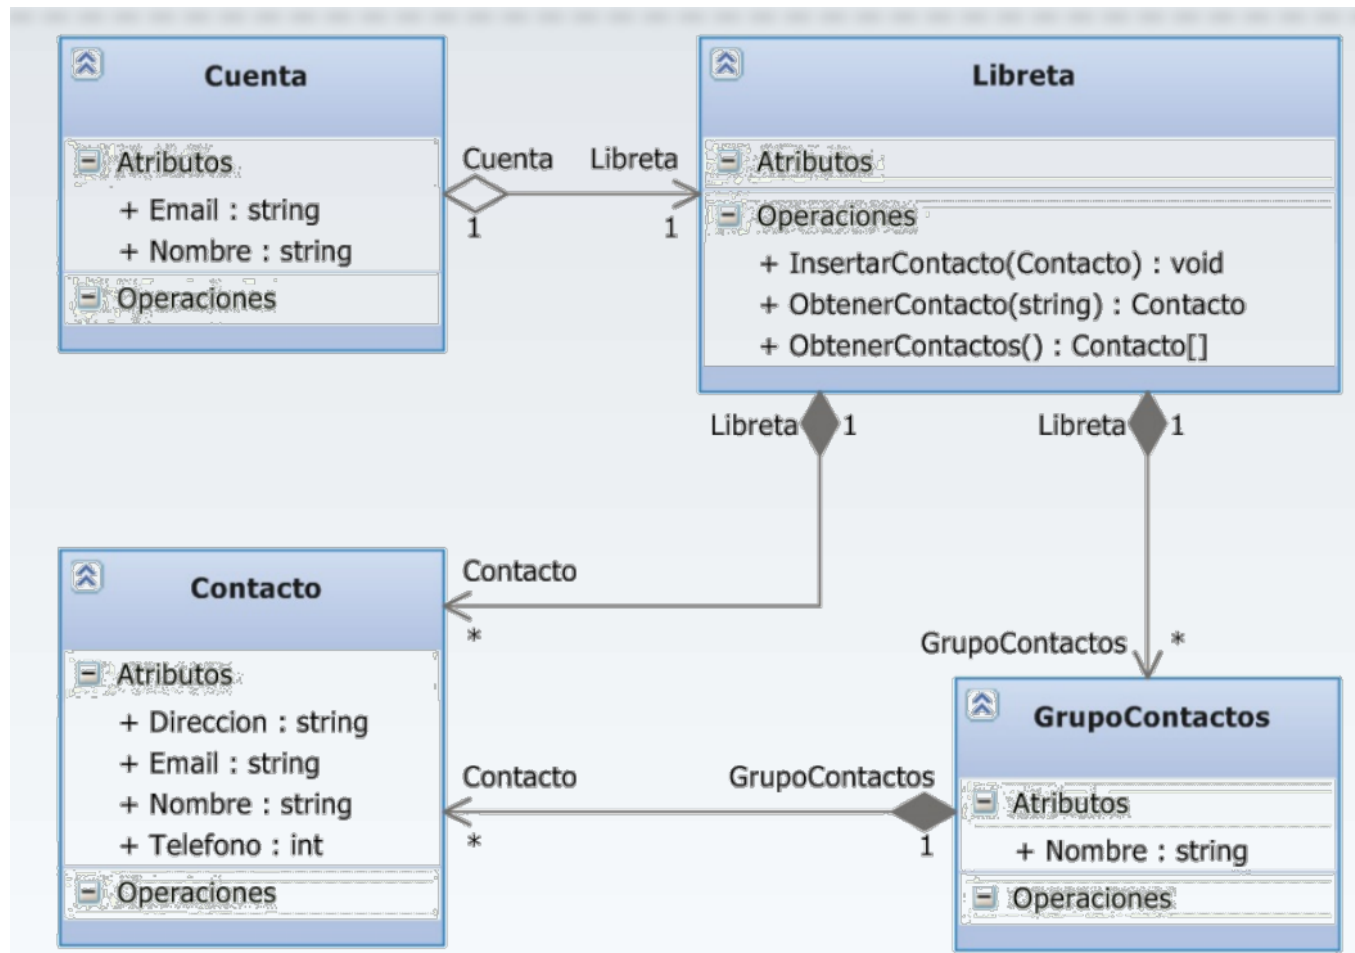 Cuenta
Atributos
+ Email : string
+ Nombre : string
Operaciones
Cuenta
Libreta
1
1
Libreta
Atributos
Operaciones
+ InsertarContacto(Contacto) : void
+ ObtenerContacto(string) : Contacto
+ ObtenerContactos() : Contacto[]
Libreta
1
Libreta
1
Contacto
*
GrupoContactos
*
Contacto
Atributos
+ Direccion : string
+ Email : string
+ Nombre : string
+ Telefono : int
Operaciones
Contacto
*
GrupoContactos
1
GrupoContactos
Atributos
+ Nombre : string
Operaciones